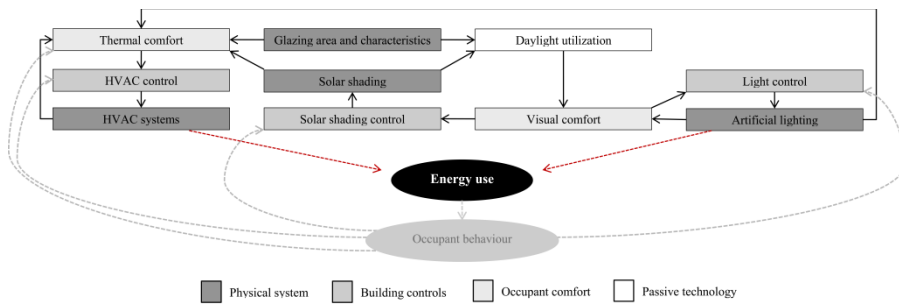 Thermal comfort
Glazing area and characteristics
Daylight utilization
HVAC control
Solar shading
Light control
HVAC systems
Solar shading control
Visual comfort
Artificial lighting
Energy use
Occupant behaviour
Physical system
Building controls
Occupant comfort
Passive technology